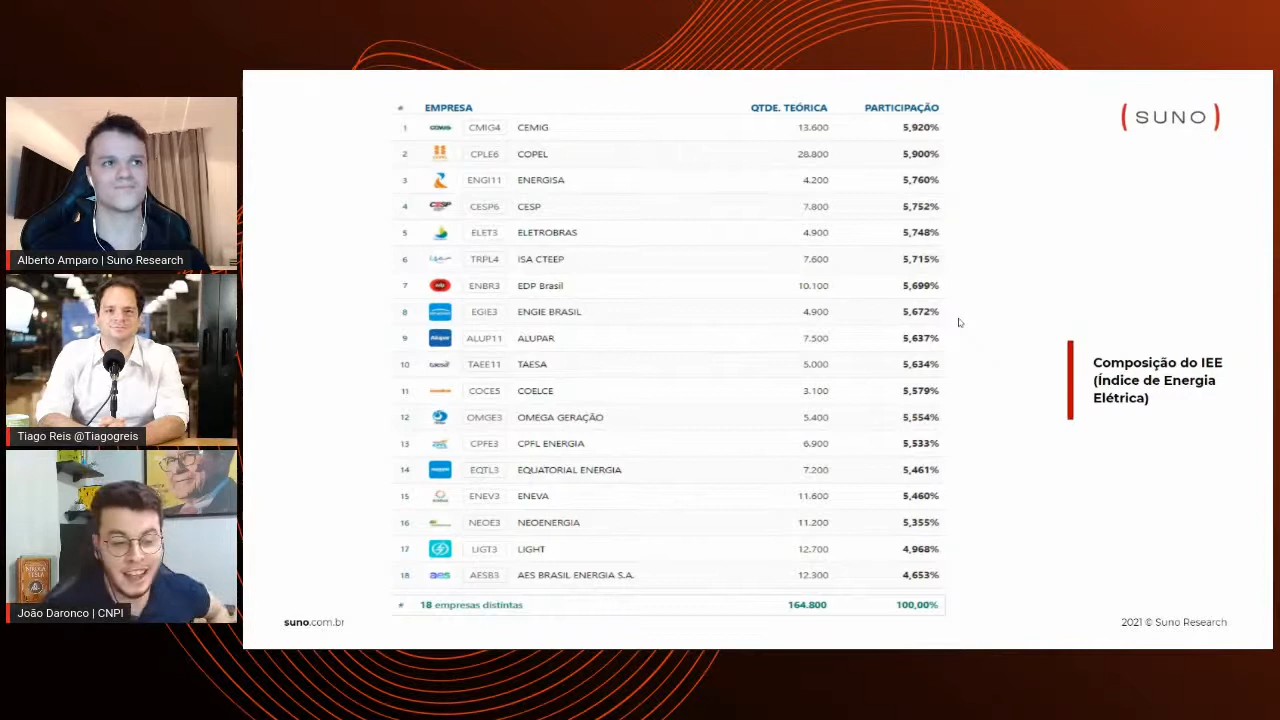 Alberto Amparo | Suno Research
Tiago Reis @Tiagogreis
NIKOLA
TESLA
João Daronco | CNPI
# EMPRESA QTDE. TEÓRICA PARTICIPAÇÃO
1 CMIG4 CEMIG 13.600 5,920%
2 CPLE6 COPEL 28.800 5,900%
3 ENGI11 ENERGISA 4.200 5,760%
4 CESP CESP6 CESP 7.800 5,752%
5 ELET3 ELETROBRAS 4.900 5,748%
6 TRPL4 ISA CTEEP 7.600 5,715%
7 edp ENBR3 EDP Brasil 10.100 5,699%
8 EGIE3 ENGIE BRASIL 4.900 5,672%
9 Alupar ALUP11 ALUPAR 7.500 5,637%
10 taesa TAEE11 TAESA 5.000 5,634%
11 COCE5 COELCE 3.100 5,579%
12 OMGE3 OMEGA GERAÇÃO 5.400 5,554%
13 CPFE3 CPFL ENERGIA 6.900 5,533%
14 EQTL3 EQUATORIAL ENERGIA 7.200 5,461%
15 ENEV3 ENEVA 11.600 5,460%
16 NEOE3 NEOENERGIA 11.200 5,355%
17 LIGT3 LIGHT 12.700 4,968%
18 aes AESB3 AES BRASIL ENERGIA S.A. 12.300 4,653%
# 18 empresas distintas 164.800 100,00%
(SUNO)
Composição do IEE
(Índice de Energia
Elétrica)
suno.com.br
2021 © Suno Research